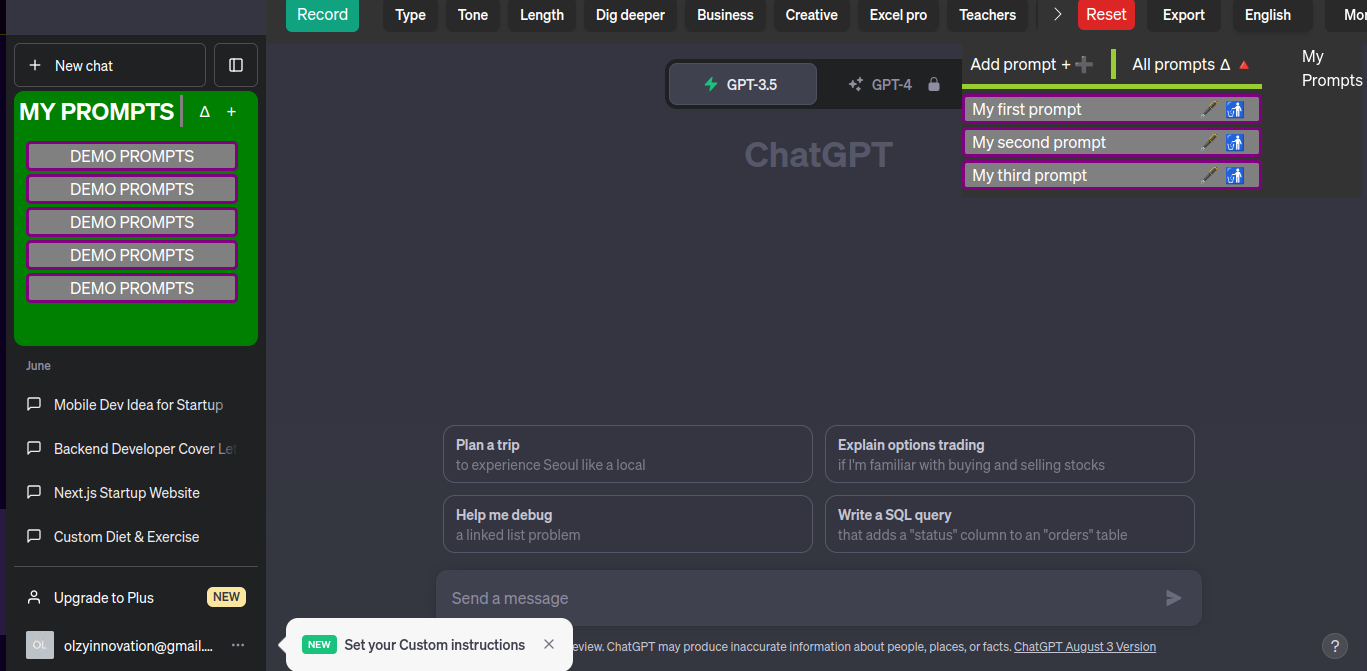 Record
Type
Tone
Length
Dig deeper
Business
Creative
Excel pro
Teachers
Reset
Export
English
Mor
+ New chat
MY PROMPTS | Δ +
DEMO PROMPTS
DEMO PROMPTS
DEMO PROMPTS
DEMO PROMPTS
DEMO PROMPTS
June
Mobile Dev Idea for Startup
Backend Developer Cover Let
Next.js Startup Website
Custom Diet & Exercise
Upgrade to Plus
NEW
OL
olzyinnovation@gmail....
GPT-3.5
GPT-4
ChatGPT
Add prompt +➕
All prompts Δ 🔺
My
Prompts
My first prompt
My second prompt
My third prompt
Plan a trip
to experience Seoul like a local
Explain options trading
if I'm familiar with buying and selling stocks
Help me debug
a linked list problem
Write a SQL query
that adds a "status" column to an "orders" table
Send a message
NEW
Set your Custom instructions
eview. ChatGPT may produce inaccurate information about people, places, or facts. ChatGPT August 3 Version
?